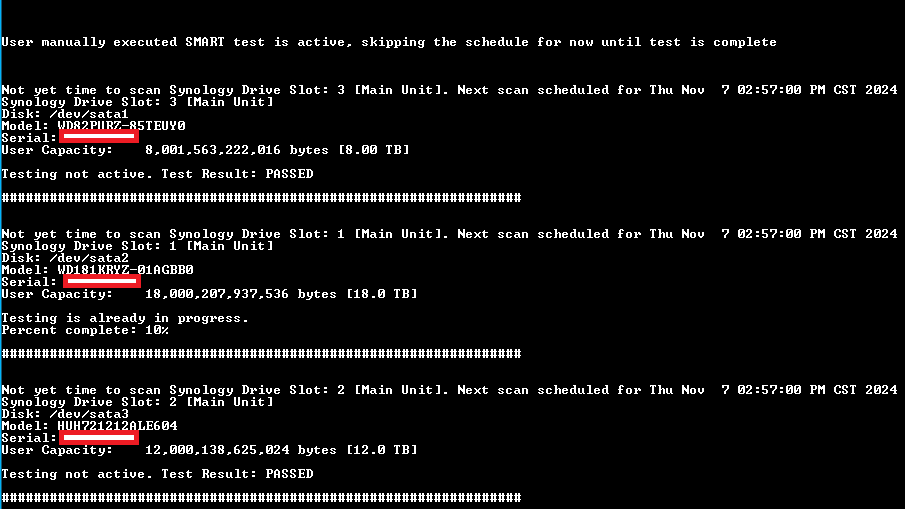 User manually executed SMART test is active, skipping the schedule for now until test is complete
Not yet time to scan Synology Drive Slot: 3 [Main Unit]. Next scan scheduled for Thu Nov  7 02:57:00 PM CST 2024
Synology Drive Slot: 3 [Main Unit]
Disk: /dev/sata1
Model: WD82PURZ-85TEUY0
Serial:
User Capacity:    8,001,563,222,016 bytes [8.00 TB]
Testing not active. Test Result: PASSED
#################################################################
Not yet time to scan Synology Drive Slot: 1 [Main Unit]. Next scan scheduled for Thu Nov  7 02:57:00 PM CST 2024
Synology Drive Slot: 1 [Main Unit]
Disk: /dev/sata2
Model: WD181KRYZ-01AGBB0
Serial:
User Capacity:    18,000,207,937,536 bytes [18.0 TB]
Testing is already in progress.
Percent complete: 10%
#################################################################
Not yet time to scan Synology Drive Slot: 2 [Main Unit]. Next scan scheduled for Thu Nov  7 02:57:00 PM CST 2024
Synology Drive Slot: 2 [Main Unit]
Disk: /dev/sata3
Model: HUH721212ALE604
Serial:
User Capacity:    12,000,138,625,024 bytes [12.0 TB]
Testing not active. Test Result: PASSED
#################################################################